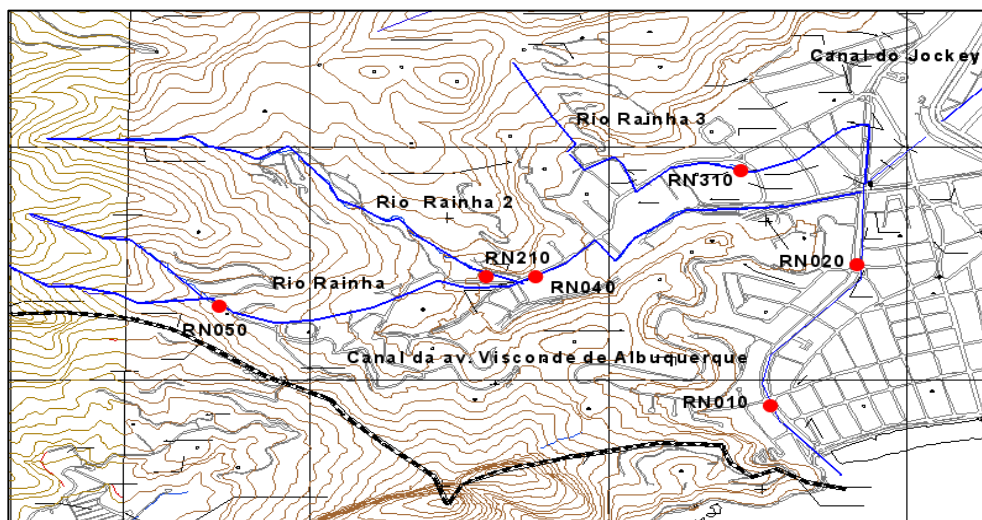 Canal do Jockey
Rio Rainha 3
RN310
Rio Rainha 2
RN210
RN020
Rio Rainha
RN040
RN050
Canal da av. Visconde de Albuquerque
RN010